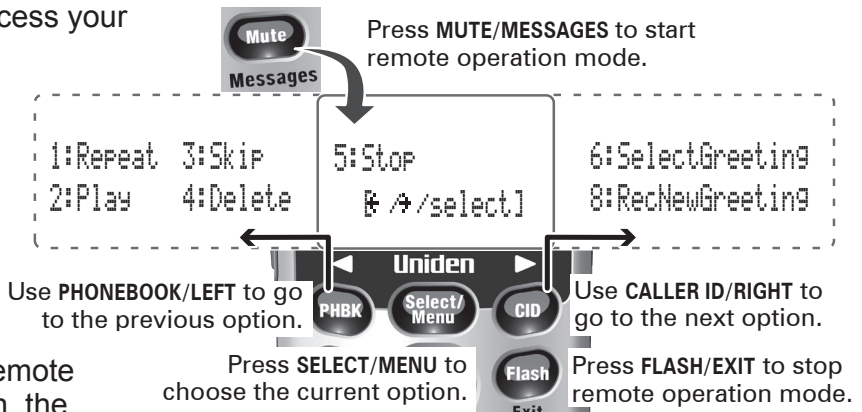 ccess your
Mute
Messages
Press MUTE/MESSAGES to start
remote operation mode.
1:Repeat 3:Skip 5:Stop 6:SelectGreeting
2:Play 4:Delete [←/→/select] 8:RecNewGreeting
◀ Uniden ▶
Use PHONEBOOK/LEFT to go
to the previous option.
PHBK
Select/
Menu
CID
Use CALLER ID/RIGHT to
go to the next option.
Press SELECT/MENU to
choose the current option.
Flash
Exit
Press FLASH/EXIT to stop
remote operation mode.
emote
the